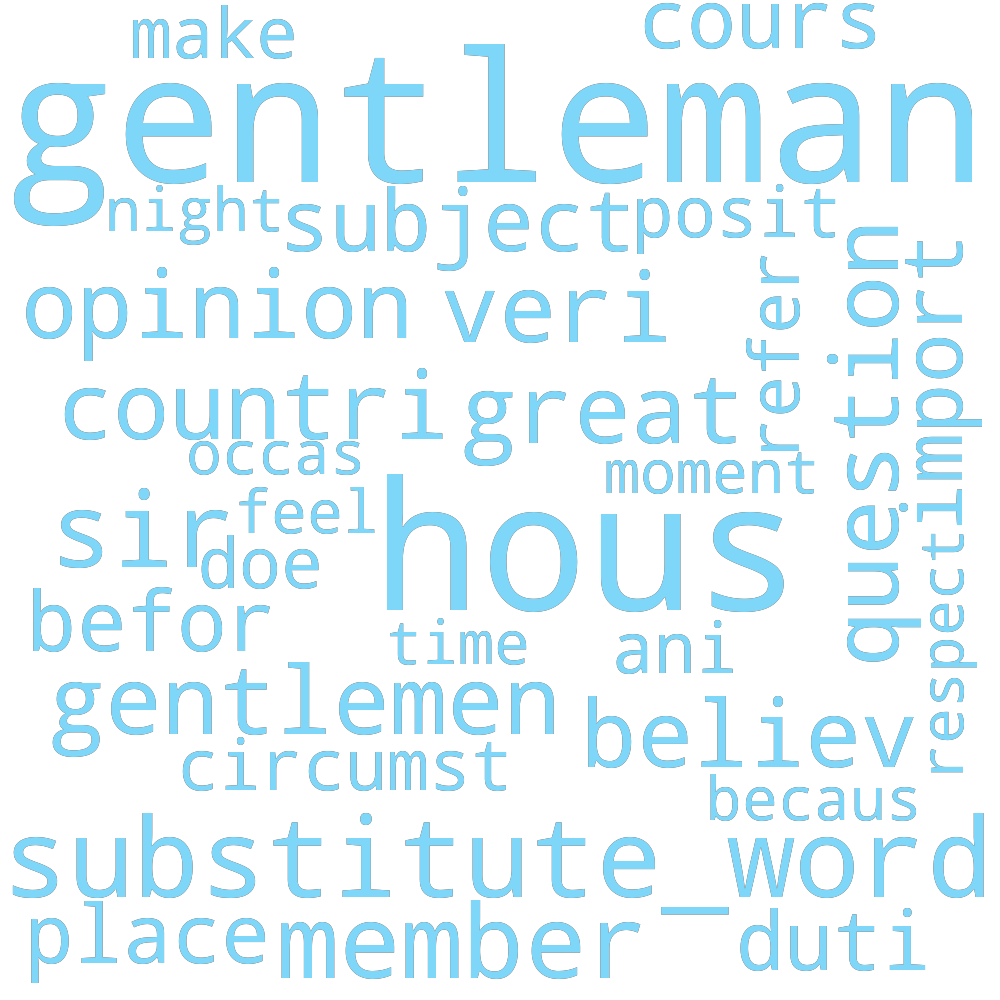 make
cours
gentleman
night
subject
posit
opinion
veri
refer
question
import
countri
great
occas
moment
sir
feel
hous
doe
befor
time
ani
respect
gentlemen
believ
circumst
becaus
substitute_word
place
member
duti